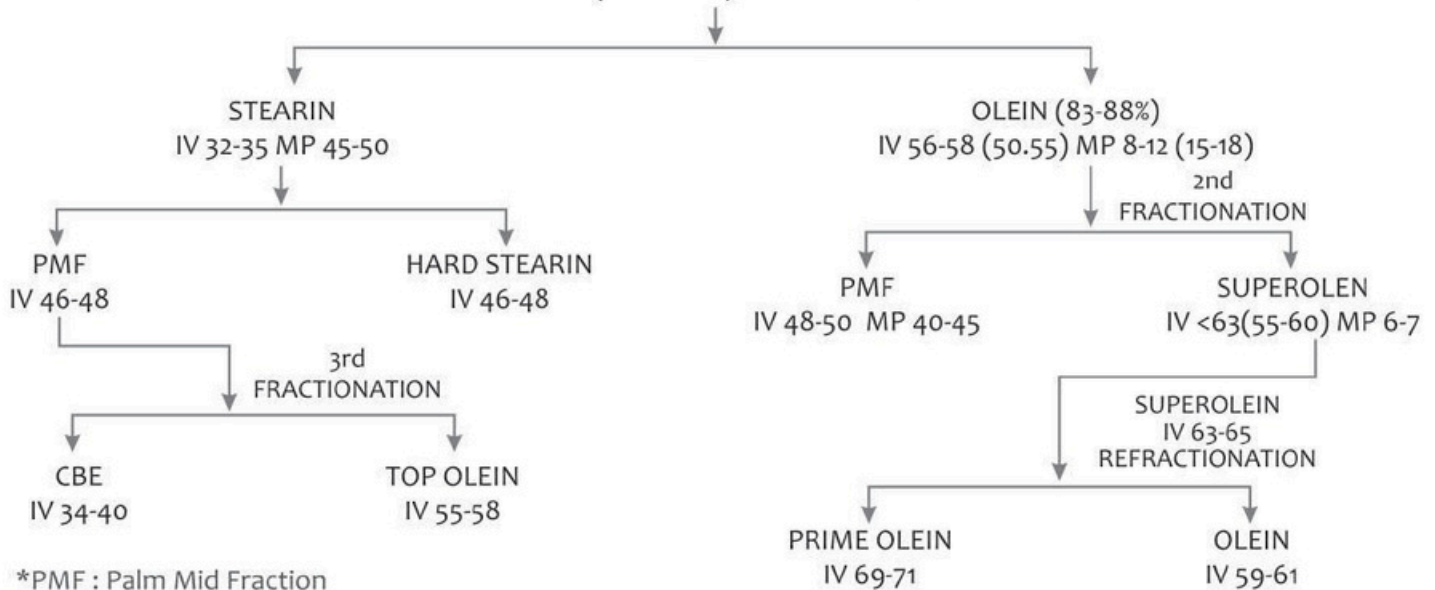 STEARIN
IV 32-35 MP 45-50
OLEIN (83-88%)
IV 56-58 (50.55) MP 8-12 (15-18)
2nd
FRACTIONATION
PMF
IV 46-48
HARD STEARIN
IV 46-48
PMF
IV 48-50 MP 40-45
SUPEROLEN
IV <63(55-60) MP 6-7
3rd
FRACTIONATION
SUPEROLEIN
IV 63-65
REFRACTIONATION
CBE
IV 34-40
TOP OLEIN
IV 55-58
PRIME OLEIN
IV 69-71
OLEIN
IV 59-61
*PMF : Palm Mid Fraction